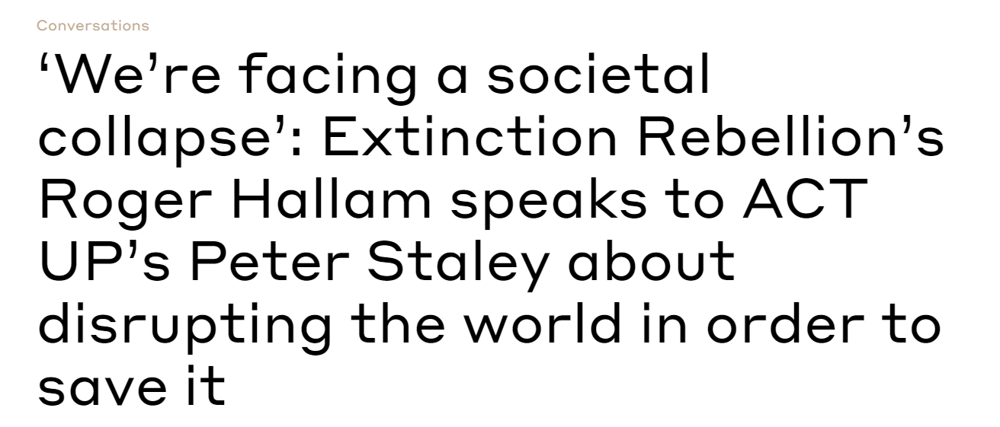 Conversations
‘We’re facing a societal
collapse’: Extinction Rebellion’s
Roger Hallam speaks to ACT
UP’s Peter Staley about
disrupting the world in order to
save it